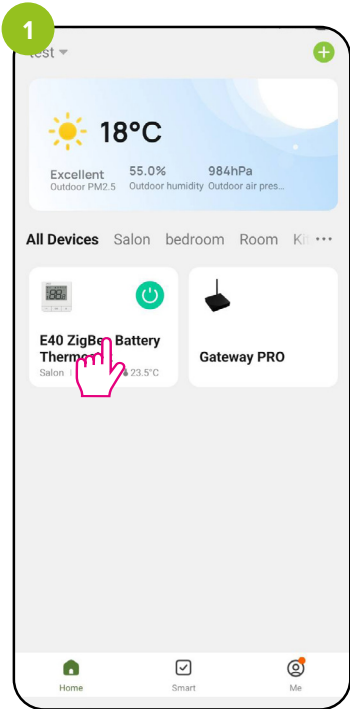 1
18°C
Excellent 55.0% 984hPa
Outdoor PM2.5 Outdoor humidity Outdoor air pres...
All Devices Salon bedroom Room ...
E40 Battery
Gateway PRO
Salon 23.5°C
Home Smart Me